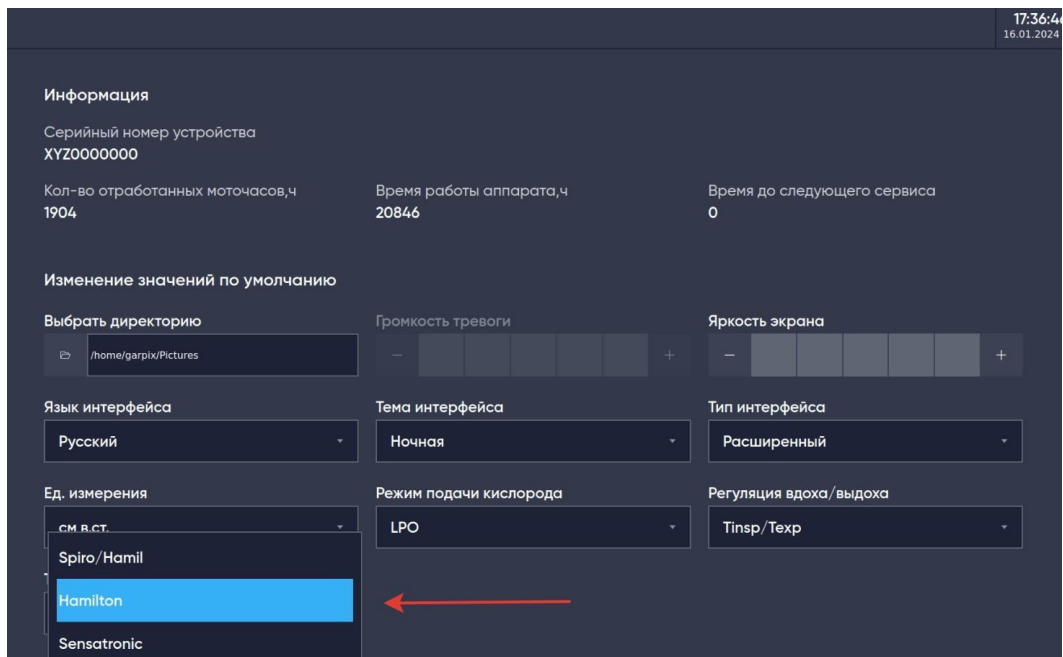 17:36:4
16.01.2024
Информация
Серийный номер устройства
XYZ0000000
Кол-во отработанных моточасов,ч
1904
Время работы аппарата,ч
20846
Время до следующего сервиса
0
Изменение значений по умолчанию
Выбрать директорию
/home/garpix/Pictures
Громкость тревоги
− +
Яркость экрана
− +
Язык интерфейса
Русский
Тема интерфейса
Ночная
Тип интерфейса
Расширенный
Ед. измерения
см в.ст.
Режим подачи кислорода
LPO
Регуляция вдоха/выдоха
Tinsp/Texp
Spiro/Hamil
Hamilton
Sensatronic